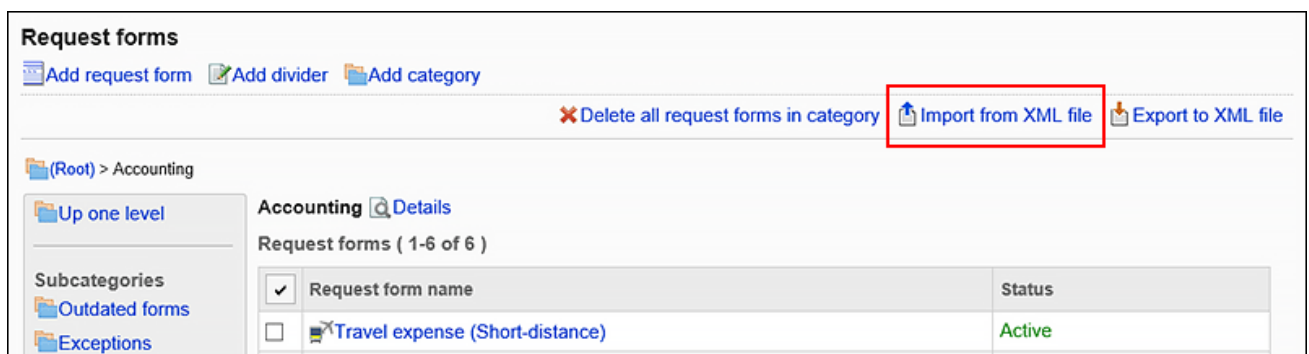 Request forms
Add request form Add divider Add category
Delete all request forms in category Import from XML file Export to XML file
(Root) > Accounting
Up one level
Subcategories
Outdated forms
Exceptions
Accounting Details
Request forms ( 1-6 of 6 )
Request form name Status
Travel expense (Short-distance) Active